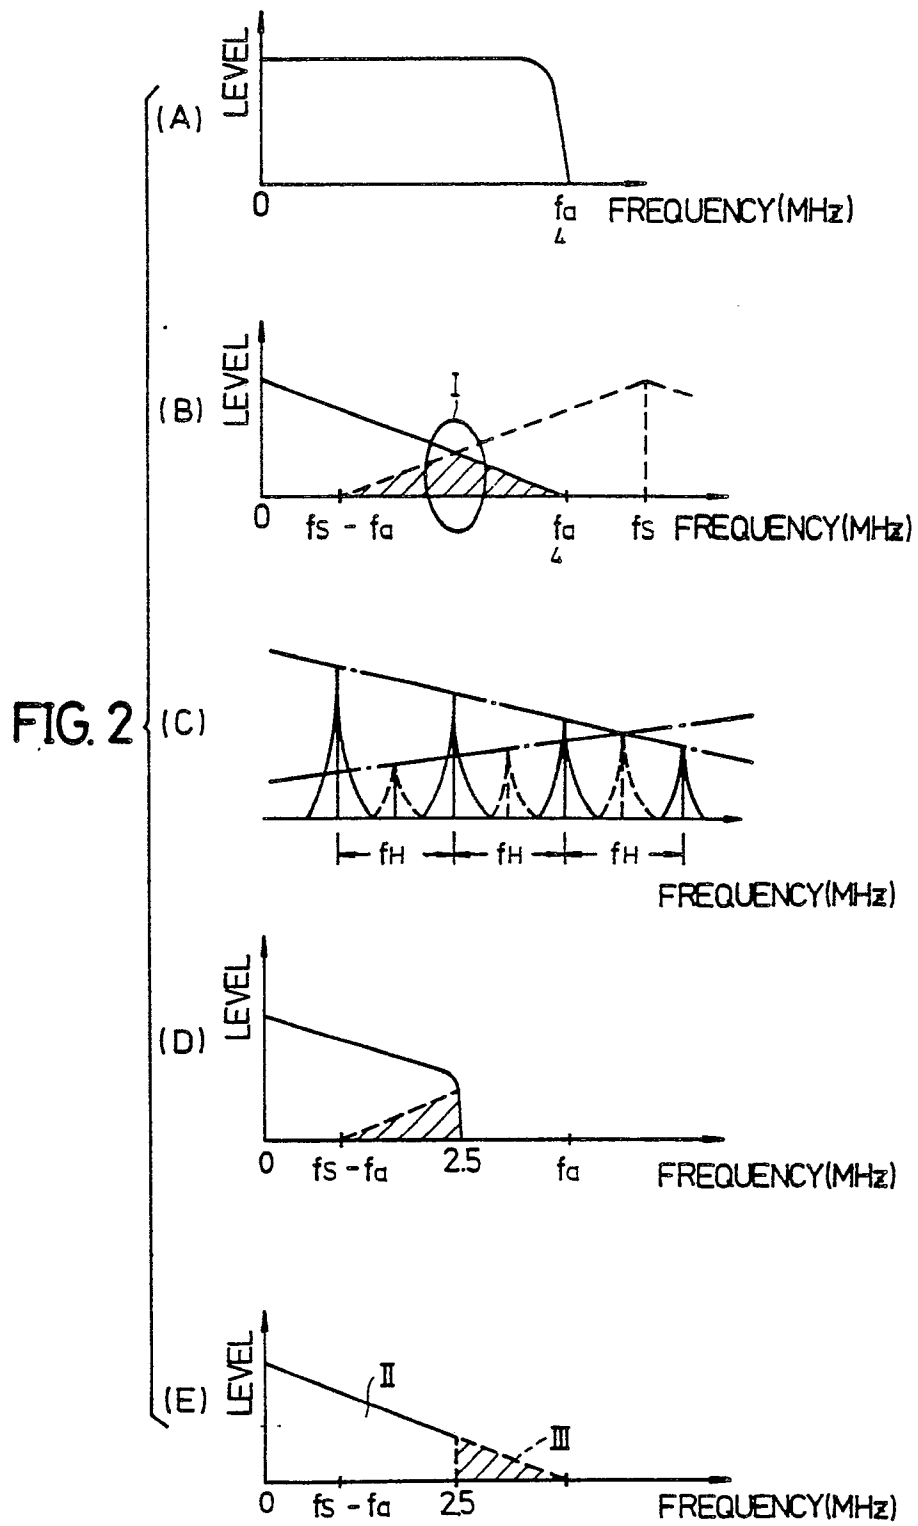 FIG. 2
(A)
LEVEL
0
fa
4
FREQUENCY(MHz)
(B)
LEVEL
I
0
fs - fa
fa
4
fs
FREQUENCY(MHz)
(C)
fH
fH
fH
FREQUENCY(MHz)
(D)
LEVEL
0
fs - fa
2.5
fa
FREQUENCY(MHz)
(E)
LEVEL
II
III
0
fs - fa
2.5
FREQUENCY(MHz)